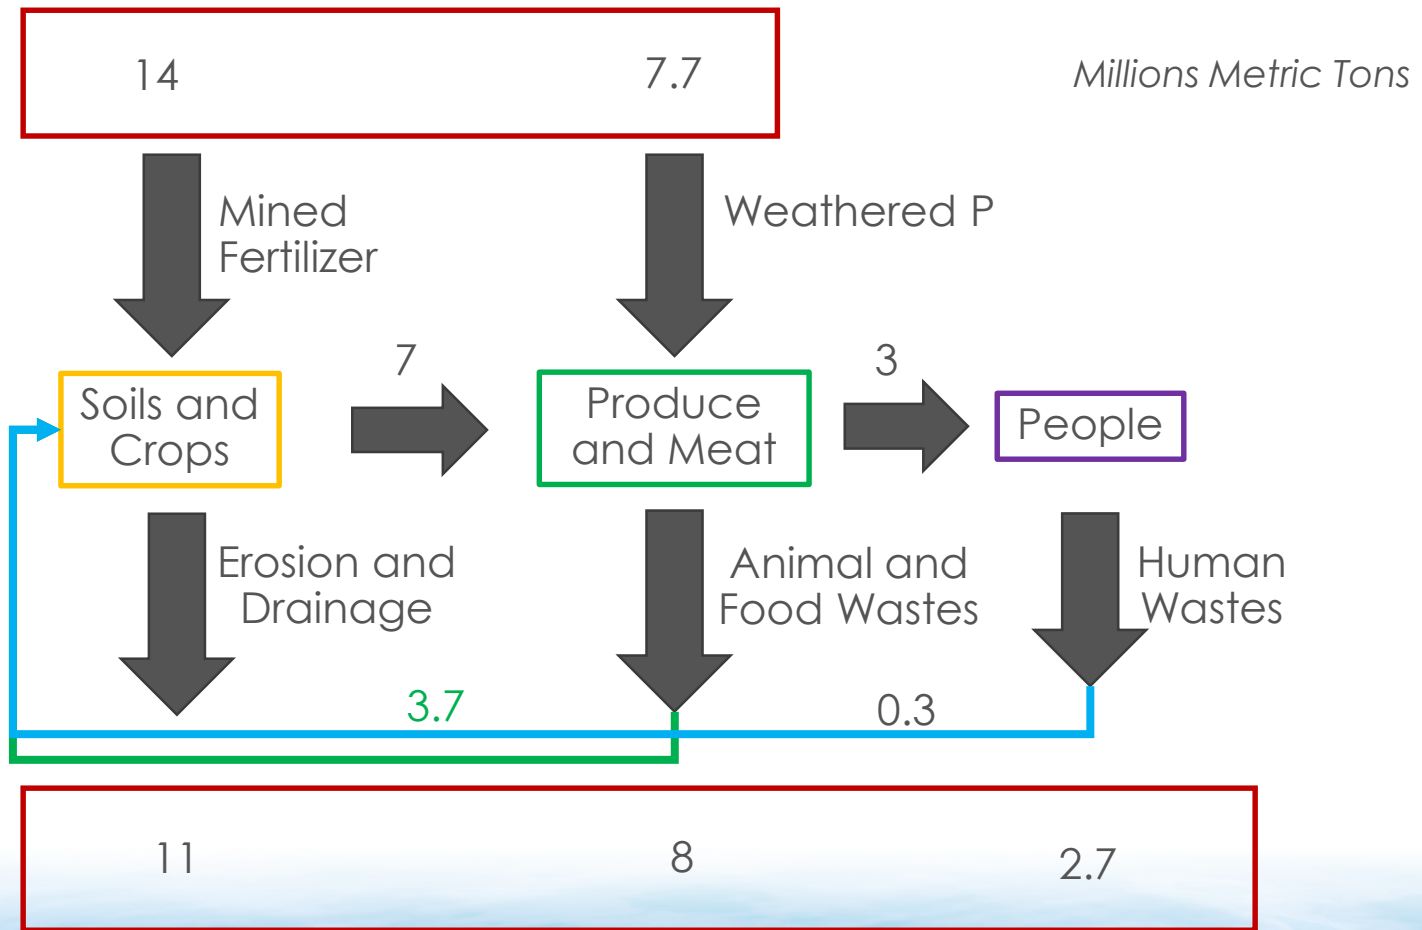 14
7.7
Millions Metric Tons
Mined
Fertilizer
Weathered P
7
3
Soils and
Crops
Produce
and Meat
People
Erosion and
Drainage
Animal and
Food Wastes
Human
Wastes
3.7
0.3
11
8
2.7